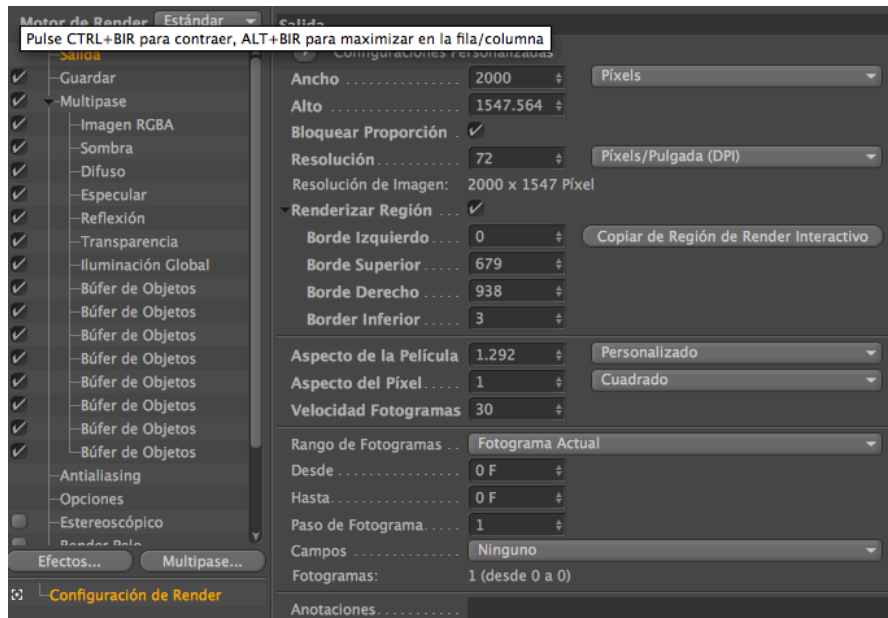 Motor de Render Estándar
Salida
Pulse CTRL+BIR para contraer, ALT+BIR para maximizar en la fila/columna
Salida
Guardar
Multipase
Imagen RGBA
Sombra
Difuso
Especular
Reflexión
Transparencia
Iluminación Global
Búfer de Objetos
Búfer de Objetos
Búfer de Objetos
Búfer de Objetos
Búfer de Objetos
Búfer de Objetos
Búfer de Objetos
Búfer de Objetos
Antialiasing
Opciones
Estereoscópico
Render Pelo
Efectos... Multipase...
Configuración de Render
Configuraciones Personalizadas
Ancho 2000 Píxels
Alto 1547.564
Bloquear Proporción
Resolución 72 Píxels/Pulgada (DPI)
Resolución de Imagen: 2000 x 1547 Píxel
Renderizar Región
Borde Izquierdo 0 Copiar de Región de Render Interactivo
Borde Superior 679
Borde Derecho 938
Border Inferior 3
Aspecto de la Película 1.292 Personalizado
Aspecto del Píxel 1 Cuadrado
Velocidad Fotogramas 30
Rango de Fotogramas Fotograma Actual
Desde 0 F
Hasta 0 F
Paso de Fotograma 1
Campos Ninguno
Fotogramas: 1 (desde 0 a 0)
Anotaciones